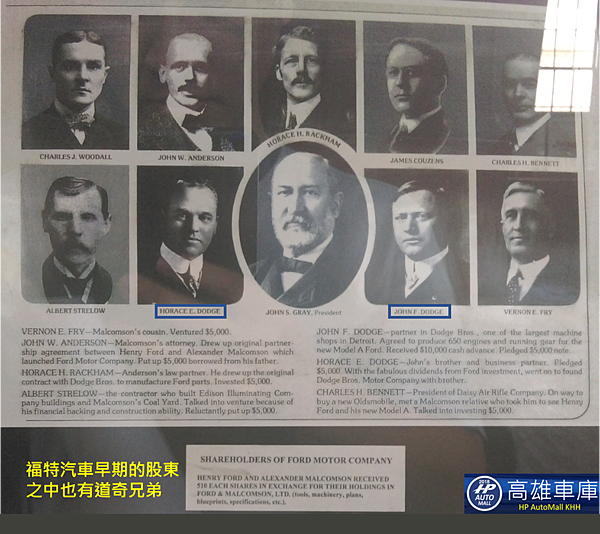 CHARLES J. WOODALL
JOHN W. ANDERSON
HORACE H. RACKHAM
JAMES COUZENS
CHARLES H. BENNETT
ALBERT STRELOW
HORACE E. DODGE
JOHN S. GRAY, President
JOHN F. DODGE
VERNON E. FRY
VERNON E. FRY—Malcomson's cousin. Ventured $5,000.
JOHN W. ANDERSON—Malcomson's attorney. Drew up original partner-
ship agreement between Henry Ford and Alexander Malcomson which
launched Ford Motor Company. Put up $5,000 borrowed from his father.
HORACE H. RACKHAM—Anderson's law partner. He drew up the original
contract with Dodge Bros. to manufacture Ford parts. Invested $5,000.
ALBERT STRELOW—the contractor who built Edison Illuminating Com-
pany buildings and Malcomson's Coal Yard. Talked into venture because of
his financial backing and construction ability. Reluctantly put up $5,000.
JOHN F. DODGE—partner in Dodge Bros., one of the largest machine
shops in Detroit. Agreed to produce 650 engines and running gear for the
new Model A Ford. Received $10,000 cash advance. Pledged $5,000 note.
HORACE E. DODGE—John's brother and business partner. Pledged
$5,000. With the fabulous dividends from Ford investment, went on to found
Dodge Bros. Motor Company with brother.
CHARLES H. BENNETT—President of Daisy Air Rifle Company. On way to
buy a new Oldsmobile, met a Malcomson relative who took him to see Henry
Ford and his new Model A. Talked into investing $5,000.
SHAREHOLDERS OF FORD MOTOR COMPANY
HENRY FORD AND ALEXANDER MALCOMSON RECEIVED
510 EACH SHARES IN EXCHANGE FOR THEIR HOLDINGS IN
FORD & MALCOMSON, LTD. (tools, machinery, plans,
blueprints, specifications, etc.).
福特汽車早期的股東
之中也有道奇兄弟
2018
HP
AUTO
MALL
高雄車庫
HP AutoMall KHH